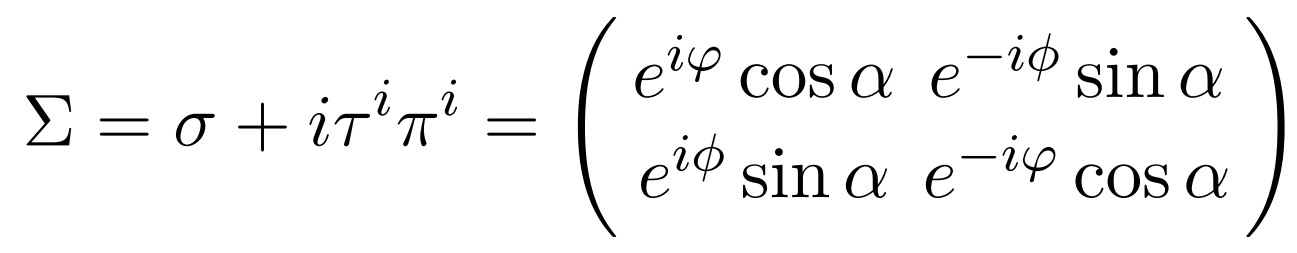 Σ = σ + iτ^i π^i = ( e^{iφ} cos α  e^{−iϕ} sin α
e^{iϕ} sin α  e^{−iφ} cos α )